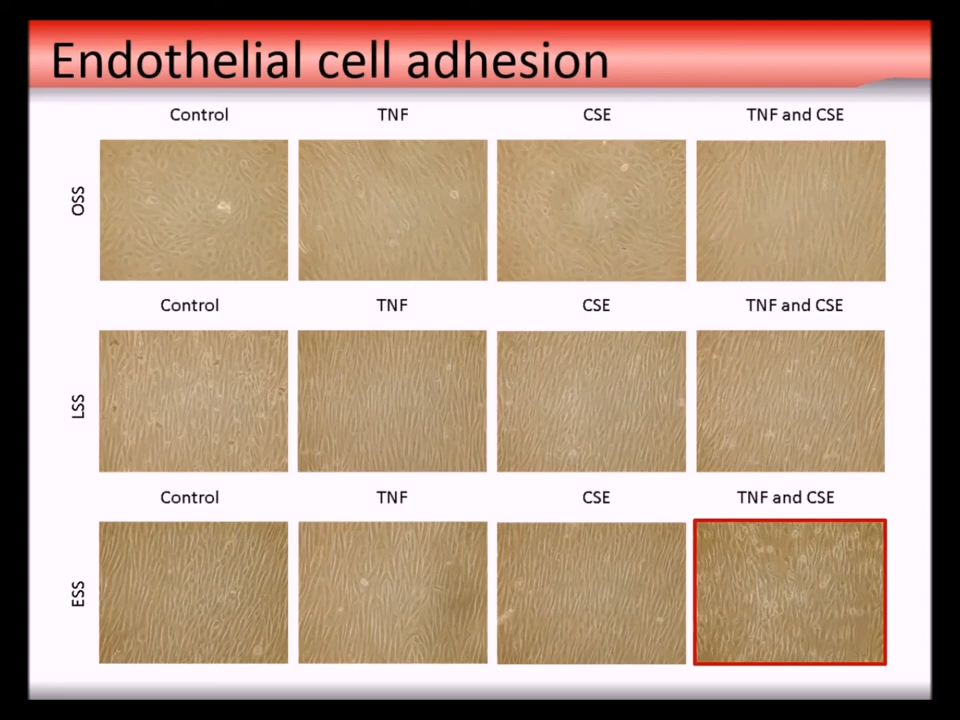 Endothelial cell adhesion
Control TNF CSE TNF and CSE
OSS
Control TNF CSE TNF and CSE
LSS
Control TNF CSE TNF and CSE
ESS